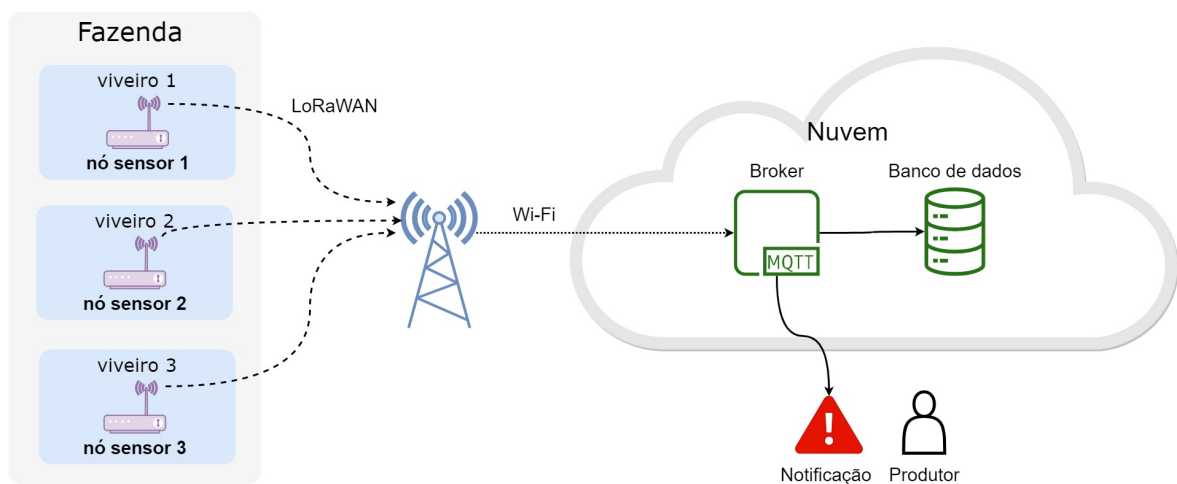 Fazenda
viveiro 1
nó sensor 1
viveiro 2
nó sensor 2
viveiro 3
nó sensor 3
LoRaWAN
Wi-Fi
Nuvem
Broker
MQTT
Banco de dados
Notificação
Produtor